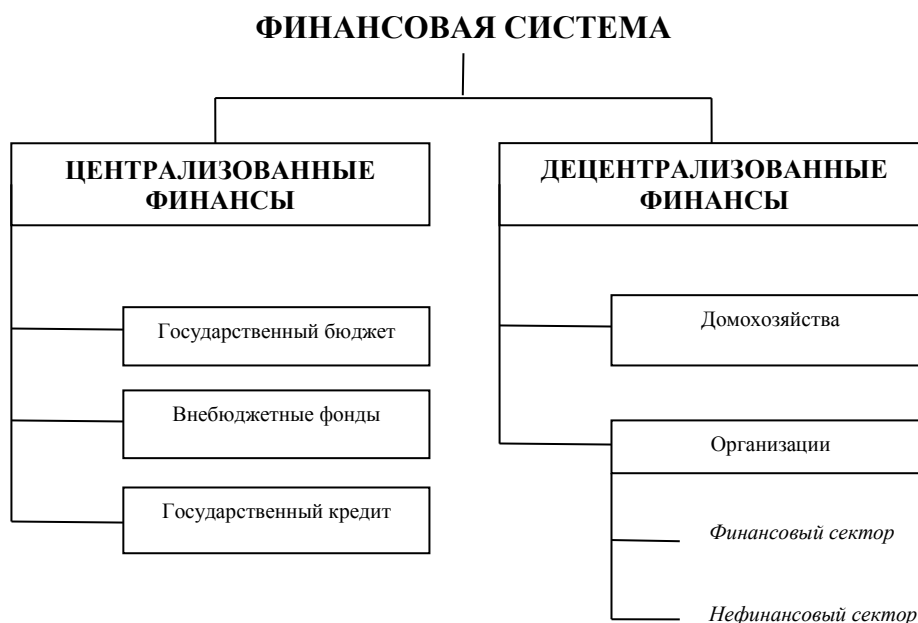 ФИНАНСОВАЯ СИСТЕМА
ЦЕНТРАЛИЗОВАННЫЕ
ФИНАНСЫ
Государственный бюджет
Внебюджетные фонды
Государственный кредит
ДЕЦЕНТРАЛИЗОВАННЫЕ
ФИНАНСЫ
Домохозяйства
Организации
Финансовый сектор
Нефинансовый сектор